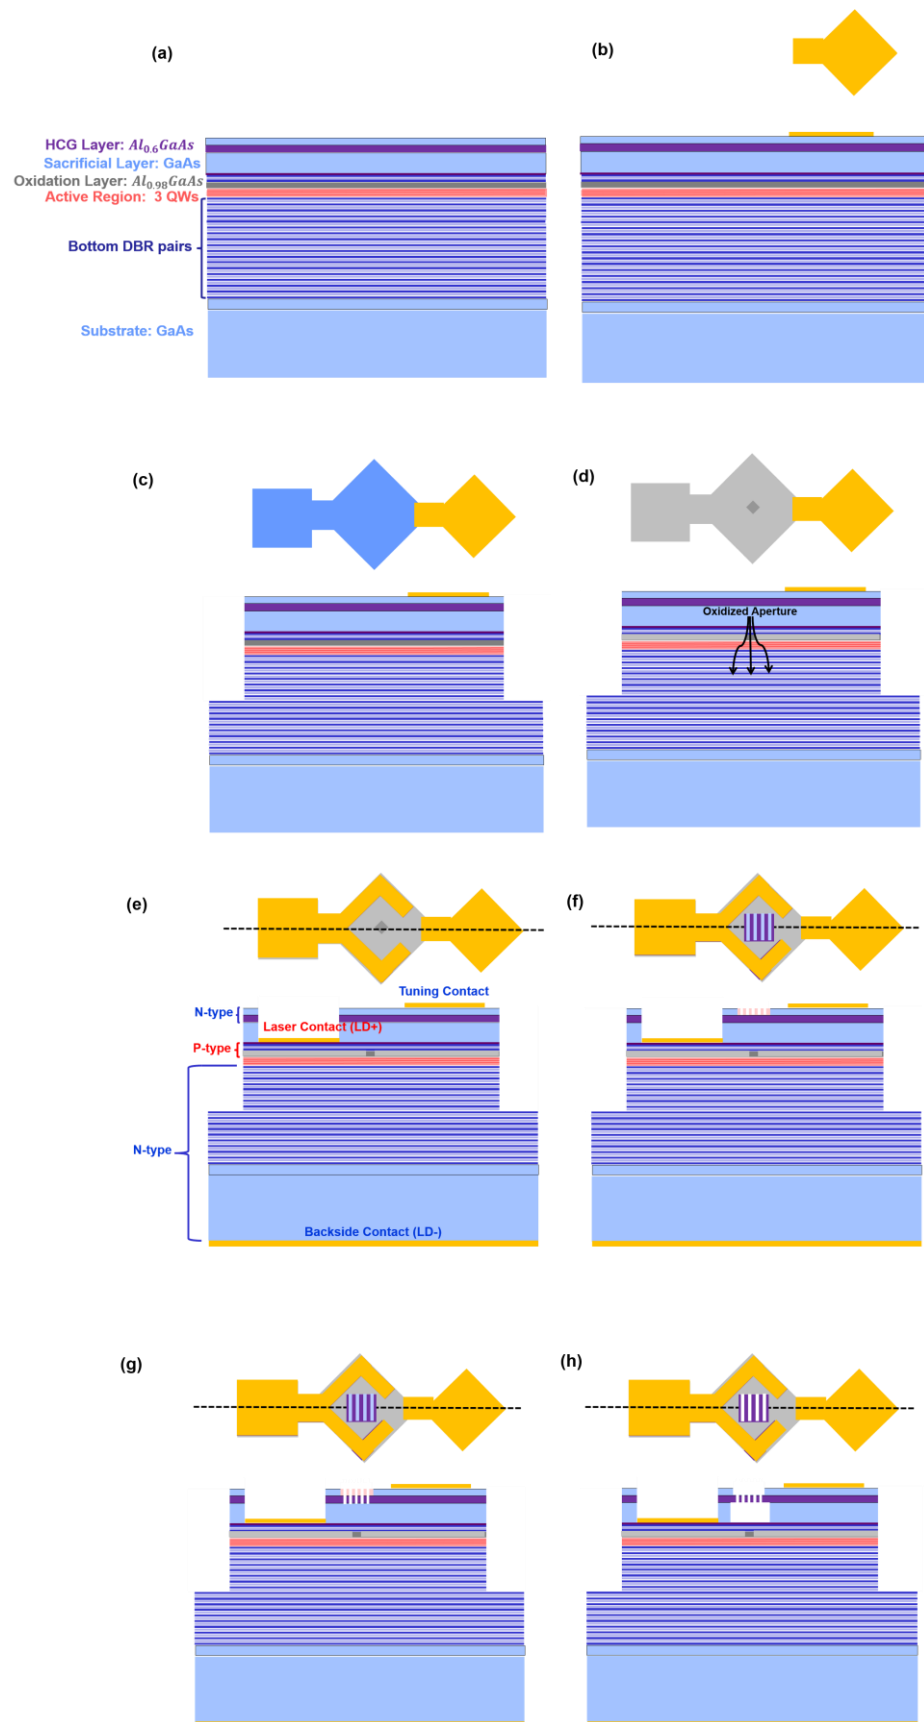 (a)
(b)
HCG Layer: Al₀.₆GaAs
Sacrificial Layer: GaAs
Oxidation Layer: Al₀.₉₈GaAs
Active Region: 3 QWs
Bottom DBR pairs
Substrate: GaAs
(c)
(d)
Oxidized Aperture
(e)
(f)
Tuning Contact
N-type
Laser Contact (LD+)
P-type
N-type
Backside Contact (LD-)
(g)
(h)